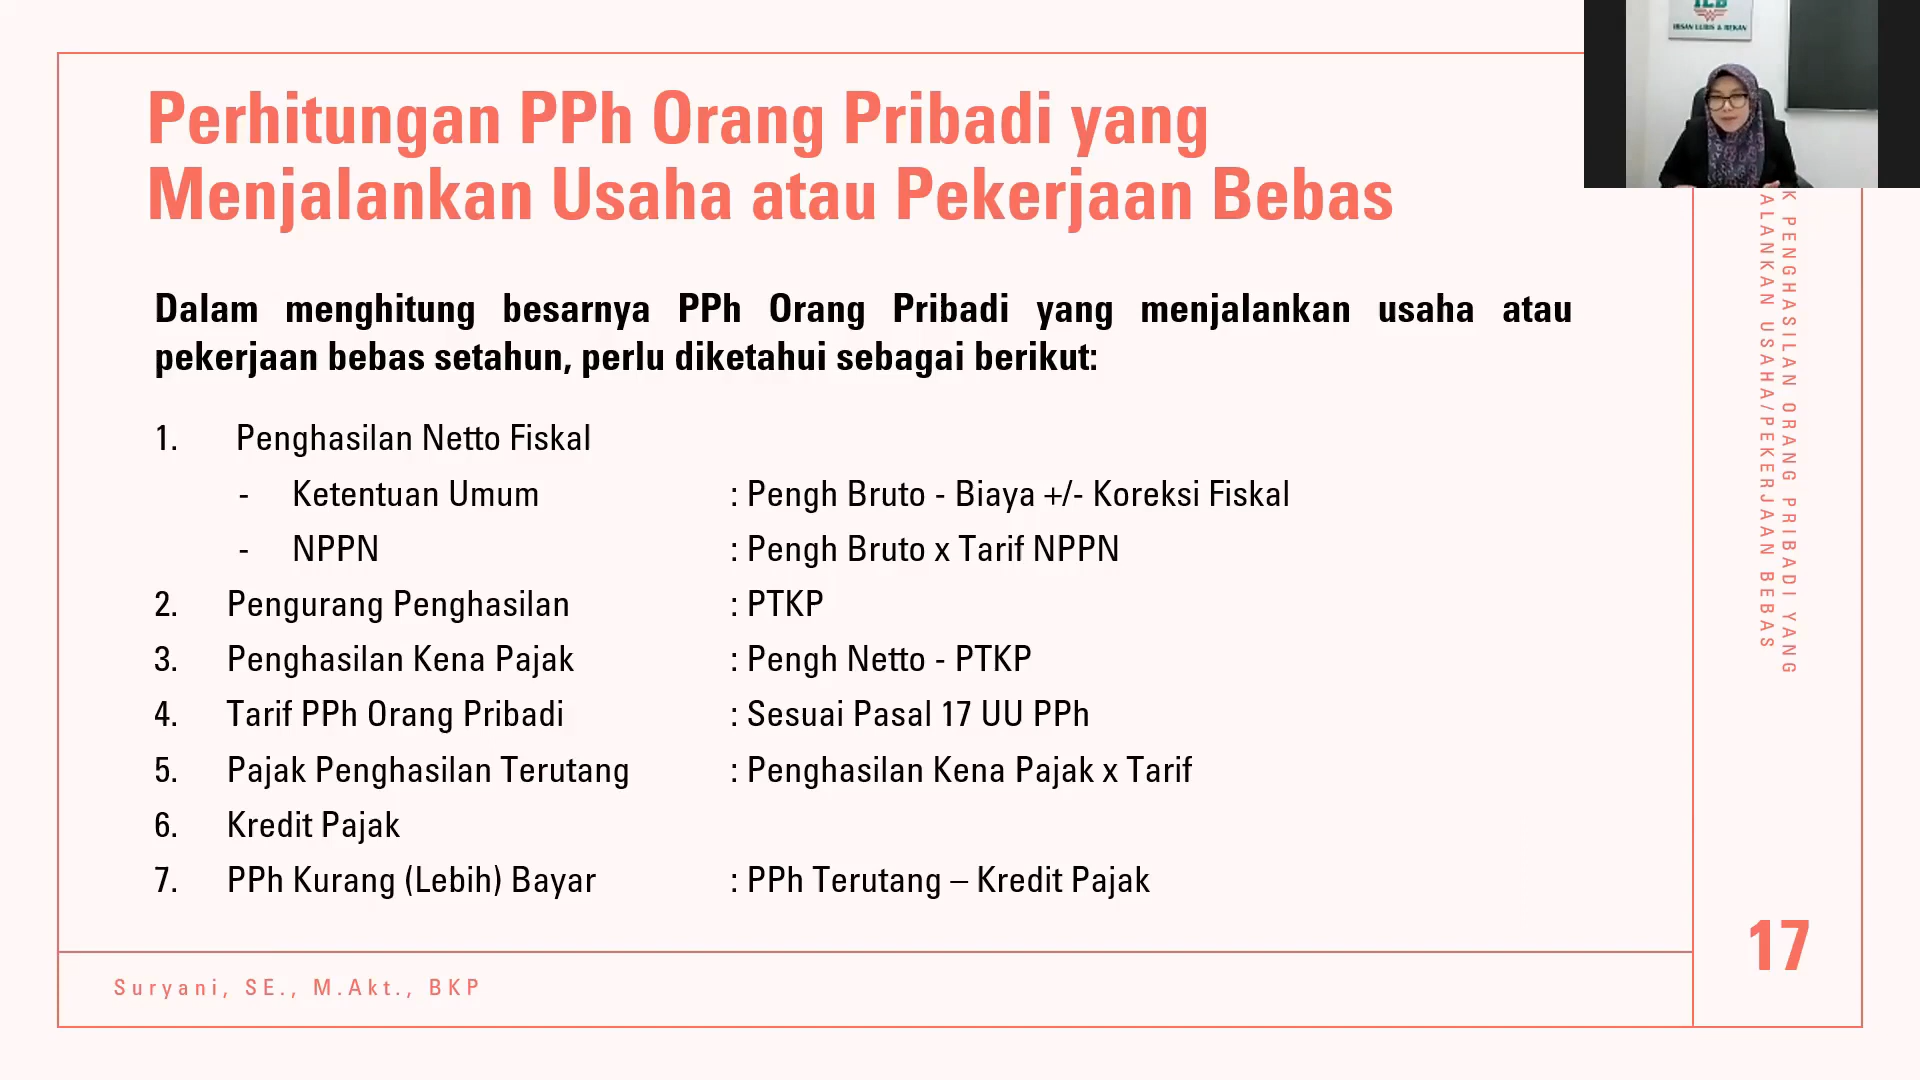 Perhitungan PPh Orang Pribadi yang
Menjalankan Usaha atau Pekerjaan Bebas
Dalam menghitung besarnya PPh Orang Pribadi yang menjalankan usaha atau
pekerjaan bebas setahun, perlu diketahui sebagai berikut:
1. Penghasilan Netto Fiskal
- Ketentuan Umum : Pengh Bruto - Biaya +/- Koreksi Fiskal
- NPPN : Pengh Bruto x Tarif NPPN
2. Pengurang Penghasilan : PTKP
3. Penghasilan Kena Pajak : Pengh Netto - PTKP
4. Tarif PPh Orang Pribadi : Sesuai Pasal 17 UU PPh
5. Pajak Penghasilan Terutang : Penghasilan Kena Pajak x Tarif
6. Kredit Pajak
7. PPh Kurang (Lebih) Bayar : PPh Terutang – Kredit Pajak
Suryani, SE., M.Akt., BKP
K PENGHASILAN ORANG PRIBADI YANG
ALANKAN USAHA/PEKERJAAN BEBAS
17
IHSAN LUBIS & REKAN